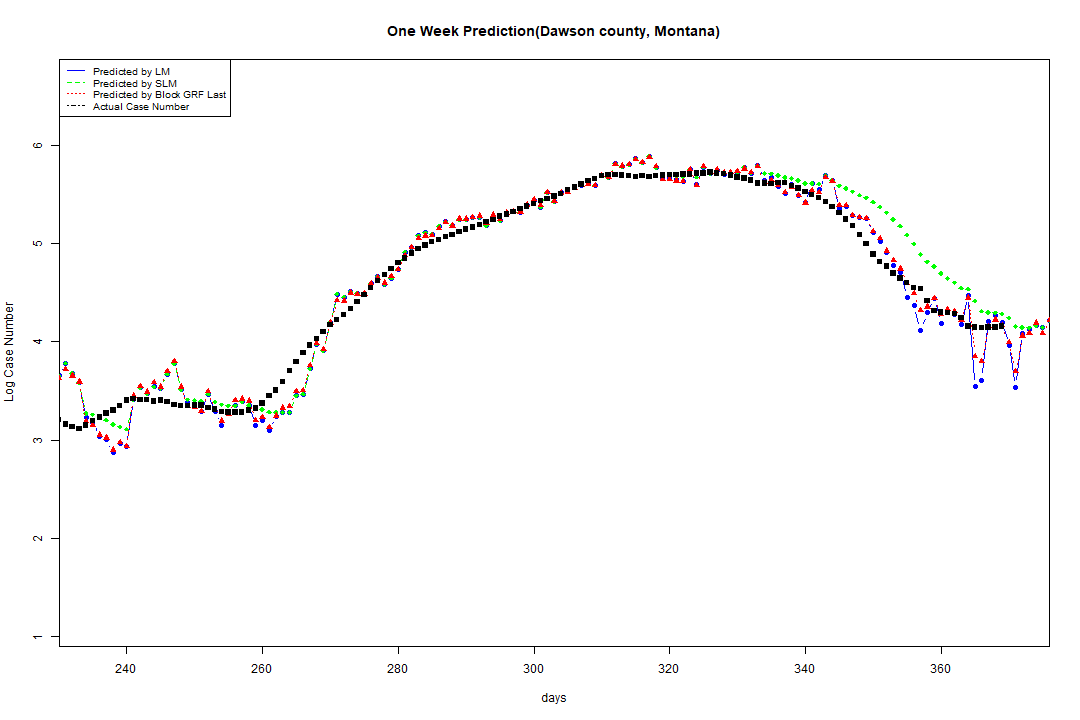 One Week Prediction(Dawson county, Montana)
Predicted by LM
Predicted by SLM
Predicted by Block GRF Last
Actual Case Number
Log Case Number
6
5
4
3
2
1
240 260 280 300 320 340 360
days